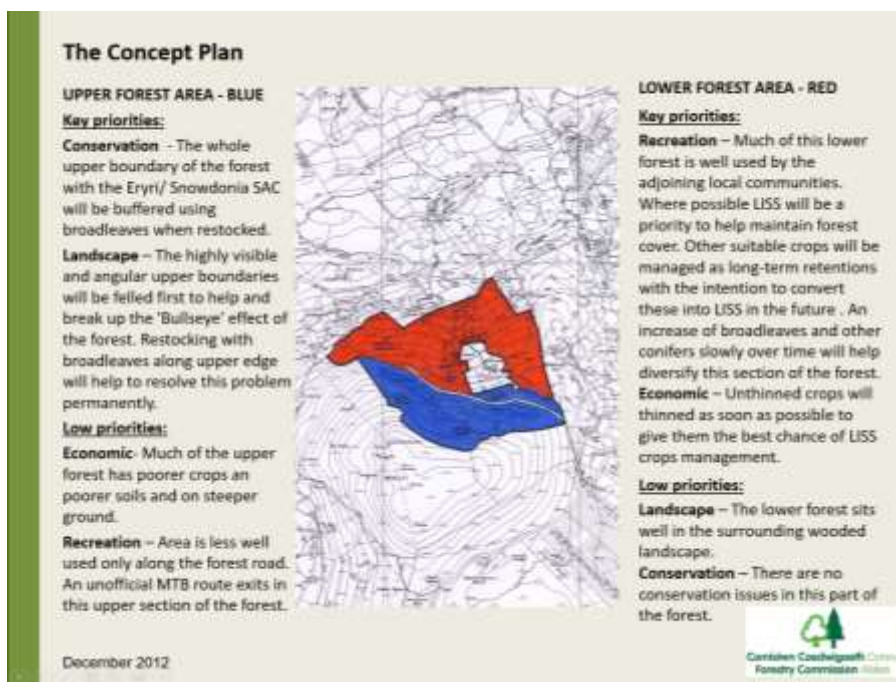 The Concept Plan
UPPER FOREST AREA - BLUE
Key priorities:
Conservation - The whole
upper boundary of the forest
with the Eryri/ Snowdonia SAC
will be buffered using
broadleaves when restocked.
Landscape – The highly visible
and angular upper boundaries
will be felled first to help and
break up the 'Bullseye' effect of
the forest. Restocking with
broadleaves along upper edge
will help to resolve this problem
permanently.
Low priorities:
Economic- Much of the upper
forest has poorer crops an
poorer soils and on steeper
ground.
Recreation – Area is less well
used only along the forest road.
An unofficial MTB route exits in
this upper section of the forest.
December 2012
LOWER FOREST AREA - RED
Key priorities:
Recreation – Much of this lower
forest is well used by the
adjoining local communities.
Where possible LISS will be a
priority to help maintain forest
cover. Other suitable crops will be
managed as long-term retentions
with the intention to convert
these into LISS in the future . An
increase of broadleaves and other
conifers slowly over time will help
diversify this section of the forest.
Economic – Unthinned crops will
thinned as soon as possible to
give them the best chance of LISS
crops management.
Low priorities:
Landscape – The lower forest sits
well in the surrounding wooded
landscape.
Conservation – There are no
conservation issues in this part of
the forest.
Comisiwn Coedwigaeth Cymru
Forestry Commission Wales